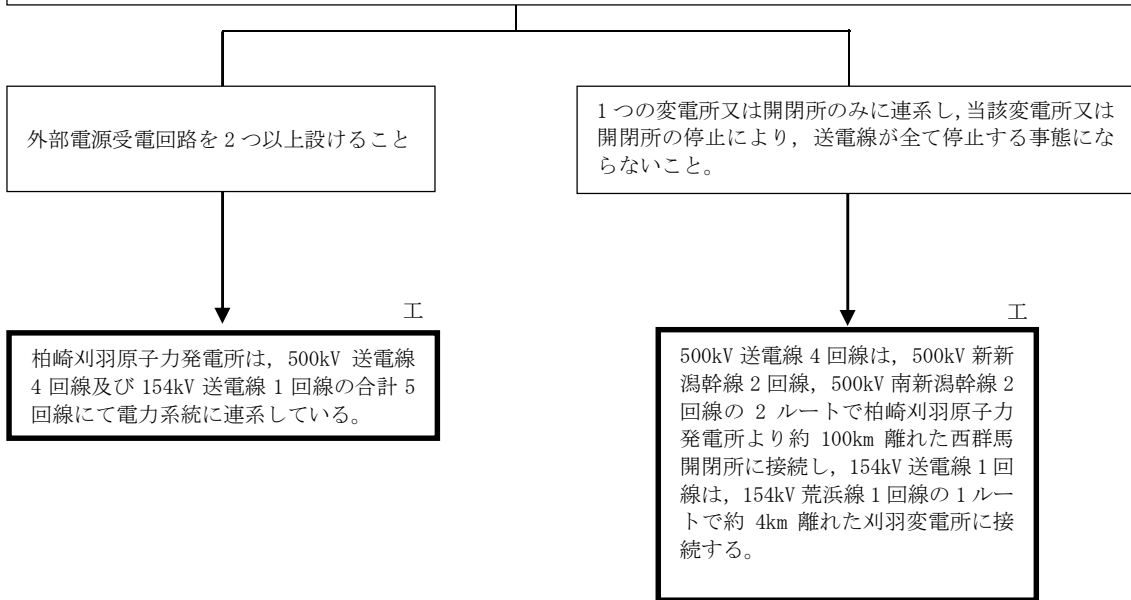 外部電源受電回路を 2 つ以上設けること
1 つの変電所又は開閉所のみに連系し,当該変電所又は
開閉所の停止により，送電線が全て停止する事態にな
らないこと。
工
柏崎刈羽原子力発電所は，500kV 送電線
4 回線及び 154kV 送電線 1 回線の合計 5
回線にて電力系統に連系している。
工
500kV 送電線 4 回線は，500kV 新新
潟幹線 2 回線，500kV 南新潟幹線 2
回線の 2 ルートで柏崎刈羽原子力
発電所より約 100km 離れた西群馬
開閉所に接続し，154kV 送電線 1 回
線は，154kV 荒浜線 1 回線の 1 ルー
トで約 4km 離れた刈羽変電所に接
続する。